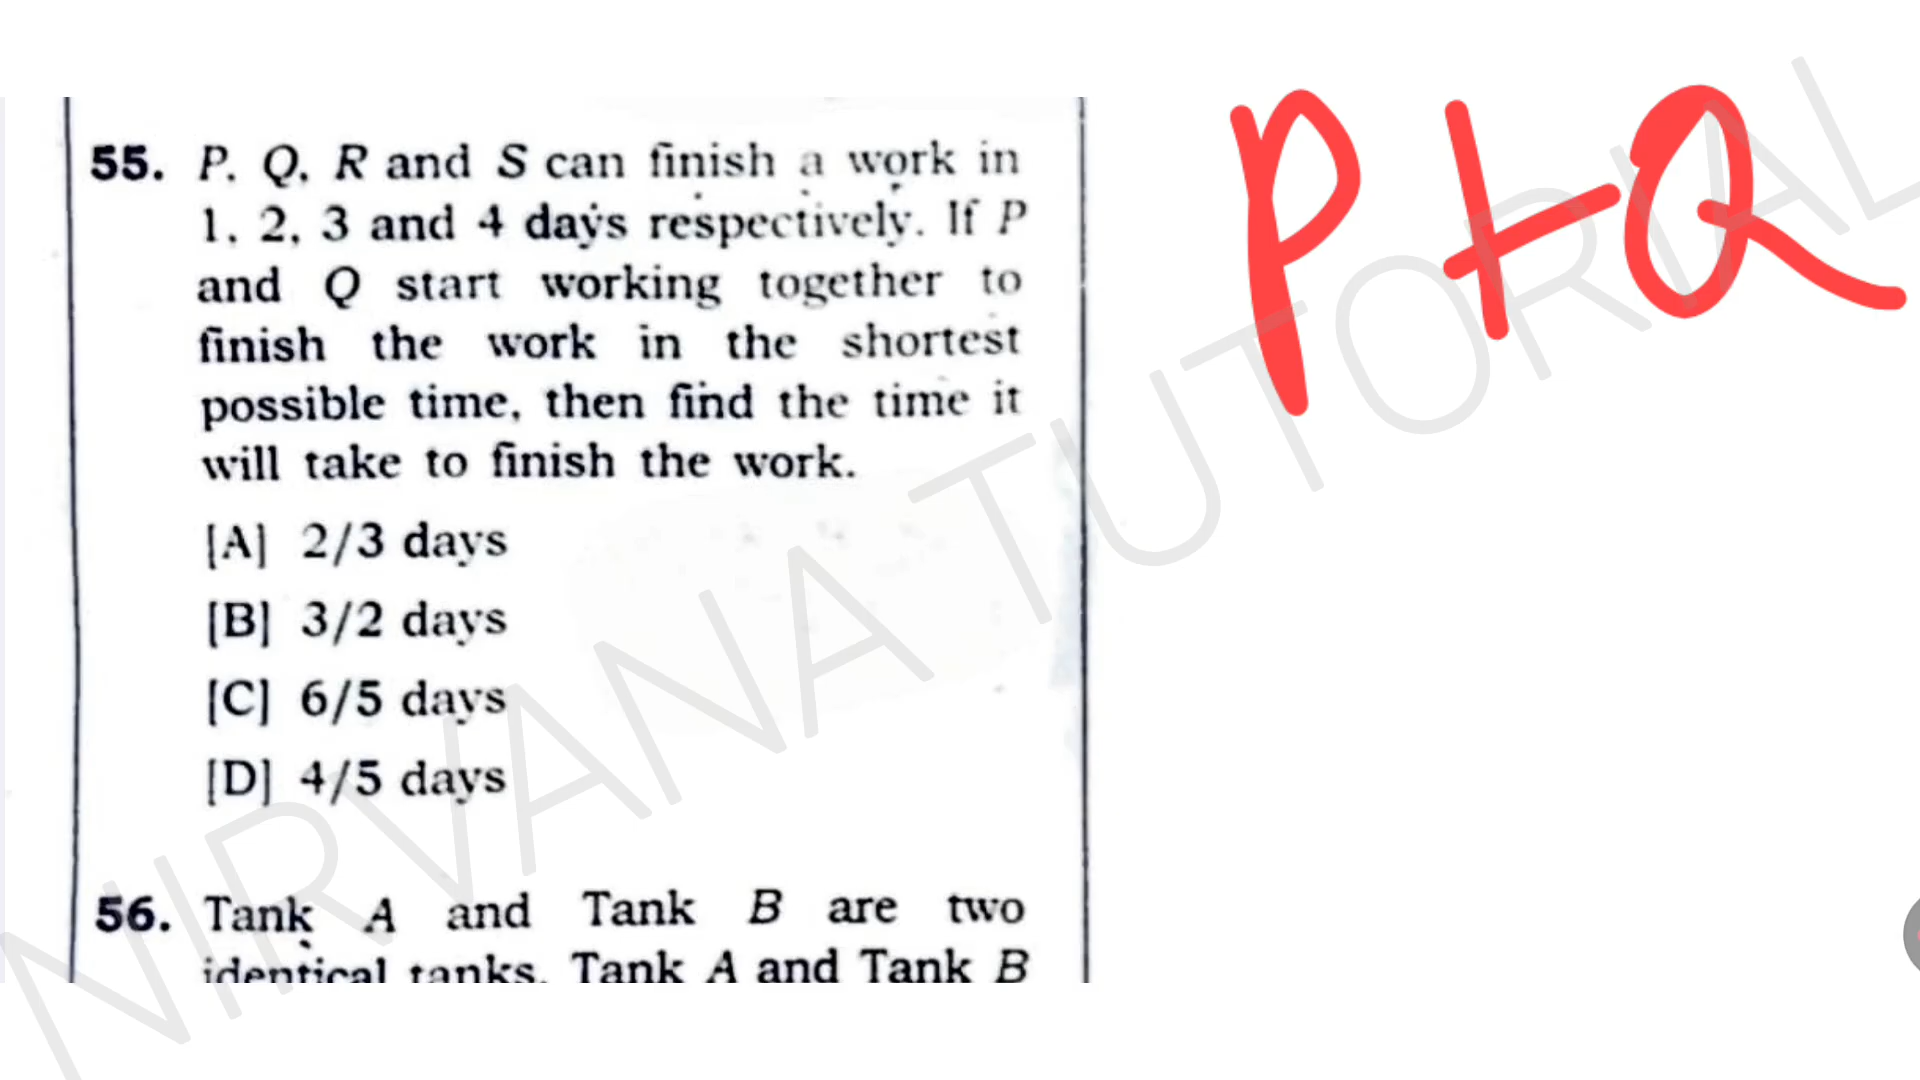 55. P, Q, R and S can finish a work in
1, 2, 3 and 4 days respectively. If P
and Q start working together to
finish the work in the shortest
possible time, then find the time it
will take to finish the work.
[A] 2/3 days
[B] 3/2 days
[C] 6/5 days
[D] 4/5 days
56. Tank A and Tank B are two
identical tanks. Tank A and Tank B
P+Q
NIRVANA TUTORIAL